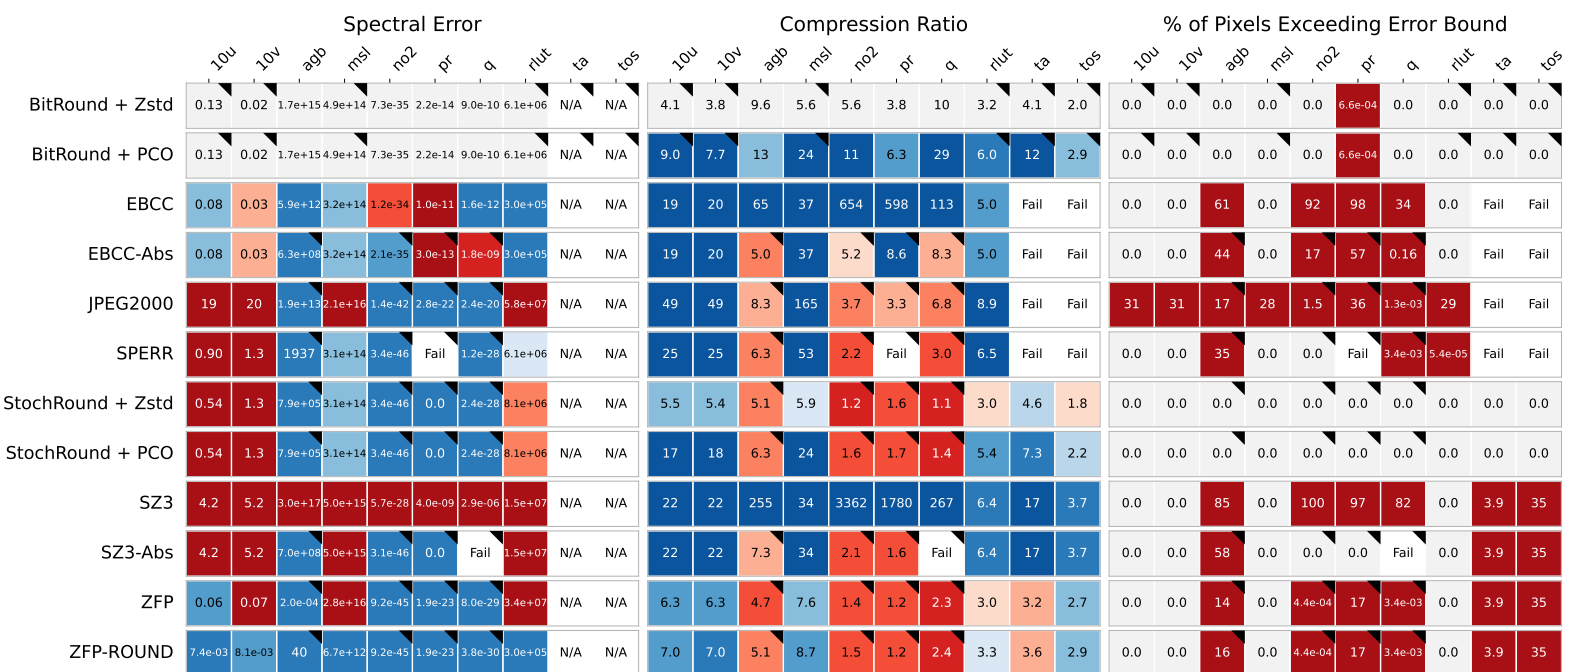 Spectral Error Compression Ratio % of Pixels Exceeding Error Bound
10u 10v agb msl no2 pr q rlut ta tos 10u 10v agb msl no2 pr q rlut ta tos 10u 10v agb msl no2 pr q rlut ta tos
BitRound + Zstd 0.13 0.02 1.7e+15 4.9e+14 7.3e-35 2.2e-14 9.0e-10 6.1e+06 N/A N/A 4.1 3.8 9.6 5.6 5.6 3.8 10 3.2 4.1 2.0 0.0 0.0 0.0 0.0 0.0 6.6e-04 0.0 0.0 0.0 0.0
BitRound + PCO 0.13 0.02 1.7e+15 4.9e+14 7.3e-35 2.2e-14 9.0e-10 6.1e+06 N/A N/A 9.0 7.7 13 24 11 6.3 29 6.0 12 2.9 0.0 0.0 0.0 0.0 0.0 6.6e-04 0.0 0.0 0.0 0.0
EBCC 0.08 0.03 5.9e+12 3.2e+14 1.2e-34 1.0e-11 1.6e-12 3.0e+05 N/A N/A 19 20 65 37 654 598 113 5.0 Fail Fail 0.0 0.0 61 0.0 92 98 34 0.0 Fail Fail
EBCC-Abs 0.08 0.03 6.3e+08 3.2e+14 2.1e-35 3.0e-13 1.8e-09 3.0e+05 N/A N/A 19 20 5.0 37 5.2 8.6 8.3 5.0 Fail Fail 0.0 0.0 44 0.0 17 57 0.16 0.0 Fail Fail
JPEG2000 19 20 1.9e+13 2.1e+16 1.4e-42 2.8e-22 2.4e-20 5.8e+07 N/A N/A 49 49 8.3 165 3.7 3.3 6.8 8.9 Fail Fail 31 31 17 28 1.5 36 1.3e-03 29 Fail Fail
SPERR 0.90 1.3 1937 3.1e+14 3.4e-46 Fail 1.2e-28 6.1e+06 N/A N/A 25 25 6.3 53 2.2 Fail 3.0 6.5 Fail Fail 0.0 0.0 35 0.0 0.0 Fail 3.4e-03 5.4e-05 Fail Fail
StochRound + Zstd 0.54 1.3 7.9e+05 3.1e+14 3.4e-46 0.0 2.4e-28 8.1e+06 N/A N/A 5.5 5.4 5.1 5.9 1.2 1.6 1.1 3.0 4.6 1.8 0.0 0.0 0.0 0.0 0.0 0.0 0.0 0.0 0.0 0.0
StochRound + PCO 0.54 1.3 7.9e+05 3.1e+14 3.4e-46 0.0 2.4e-28 8.1e+06 N/A N/A 17 18 6.3 24 1.6 1.7 1.4 5.4 7.3 2.2 0.0 0.0 0.0 0.0 0.0 0.0 0.0 0.0 0.0 0.0
SZ3 4.2 5.2 3.0e+17 5.0e+15 5.7e-28 4.0e-09 2.9e-06 1.5e+07 N/A N/A 22 22 255 34 3362 1780 267 6.4 17 3.7 0.0 0.0 85 0.0 100 97 82 0.0 3.9 35
SZ3-Abs 4.2 5.2 7.0e+08 5.0e+15 3.1e-46 0.0 Fail 1.5e+07 N/A N/A 22 22 7.3 34 2.1 1.6 Fail 6.4 17 3.7 0.0 0.0 58 0.0 0.0 0.0 Fail 0.0 3.9 35
ZFP 0.06 0.07 2.0e-04 2.8e+16 9.2e-45 1.9e-23 8.0e-29 3.4e+07 N/A N/A 6.3 6.3 4.7 7.6 1.4 1.2 2.3 3.0 3.2 2.7 0.0 0.0 14 0.0 4.4e-04 17 3.4e-03 0.0 3.9 35
ZFP-ROUND 7.4e-03 8.1e-03 40 6.7e+12 9.2e-45 1.9e-23 3.8e-30 3.0e+05 N/A N/A 7.0 7.0 5.1 8.7 1.5 1.2 2.4 3.3 3.6 2.9 0.0 0.0 16 0.0 4.4e-04 17 3.4e-03 0.0 3.9 35